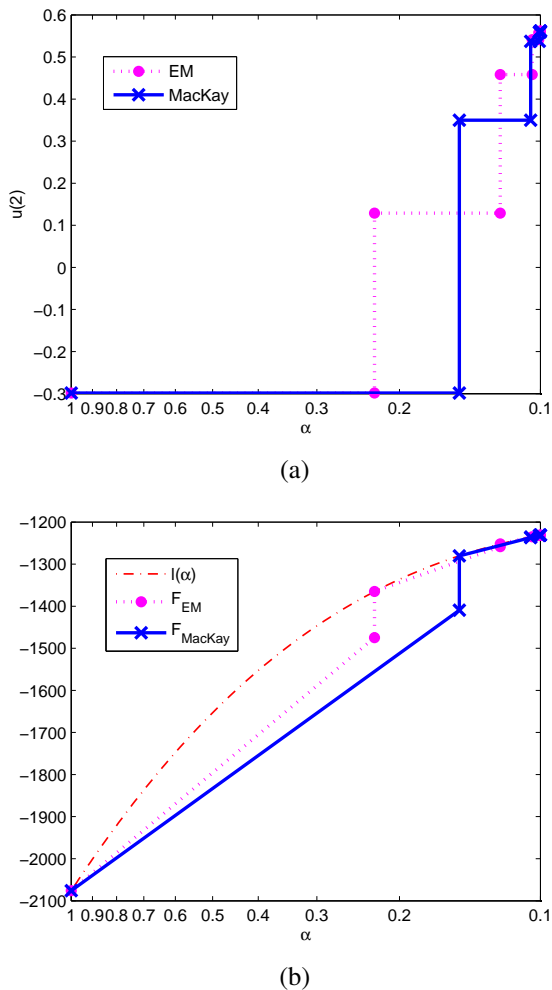 0.6
0.5
0.4
0.3
0.2
0.1
0
−0.1
−0.2
−0.3
u(2)
EM
MacKay
1 0.9 0.8 0.7 0.6 0.5 0.4 0.3 0.2 0.1
α
(a)
−1200
−1300
−1400
−1500
−1600
−1700
−1800
−1900
−2000
−2100
l(α)
F_EM
F_MacKay
1 0.9 0.8 0.7 0.6 0.5 0.4 0.3 0.2 0.1
α
(b)